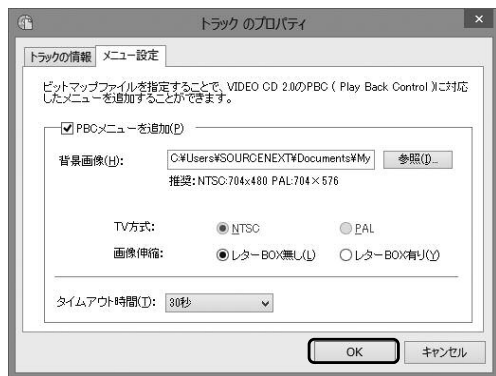 トラック のプロパティ
×
トラックの情報 メニュー設定
ビットマップファイルを指定することで、VIDEO CD 2.0のPBC ( Play Back Control )に対応
したメニューを追加することができます。
PBCメニューを追加(P)
背景画像(H): C:¥Users¥SOURCENEXT¥Documents¥My 参照(I)...
推奨: NTSC:704x480 PAL:704×576
TV方式: NTSC PAL
画像伸縮: レターBOX無し(L) レターBOX有り(Y)
タイムアウト時間(T): 30秒
OK キャンセル